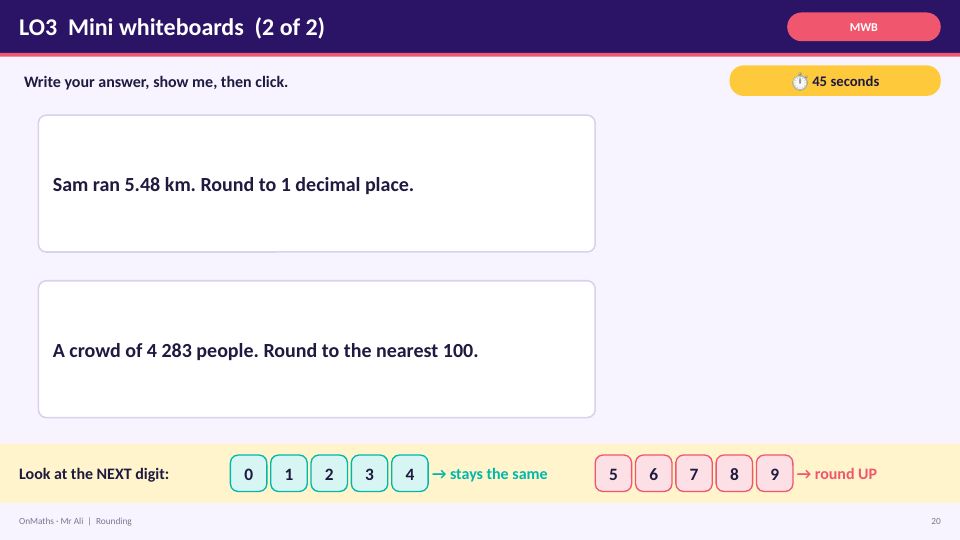 LO3 Mini whiteboards (2 of 2)
MWB
Write your answer, show me, then click.
⏱️ 45 seconds
Sam ran 5.48 km. Round to 1 decimal place.
A crowd of 4 283 people. Round to the nearest 100.
Look at the NEXT digit: 0 1 2 3 4 → stays the same 5 6 7 8 9 → round UP
OnMaths - Mr Ali | Rounding 20